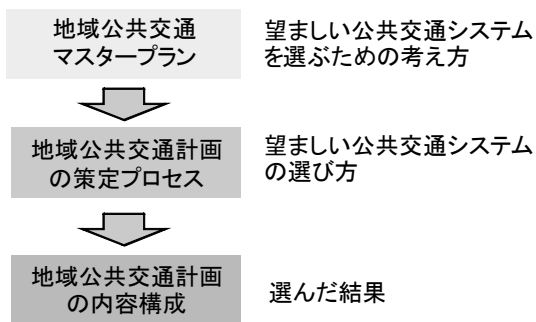 地域公共交通
マスタープラン
望ましい公共交通システム
を選ぶための考え方
地域公共交通計画
の策定プロセス
望ましい公共交通システム
の選び方
地域公共交通計画
の内容構成
選んだ結果